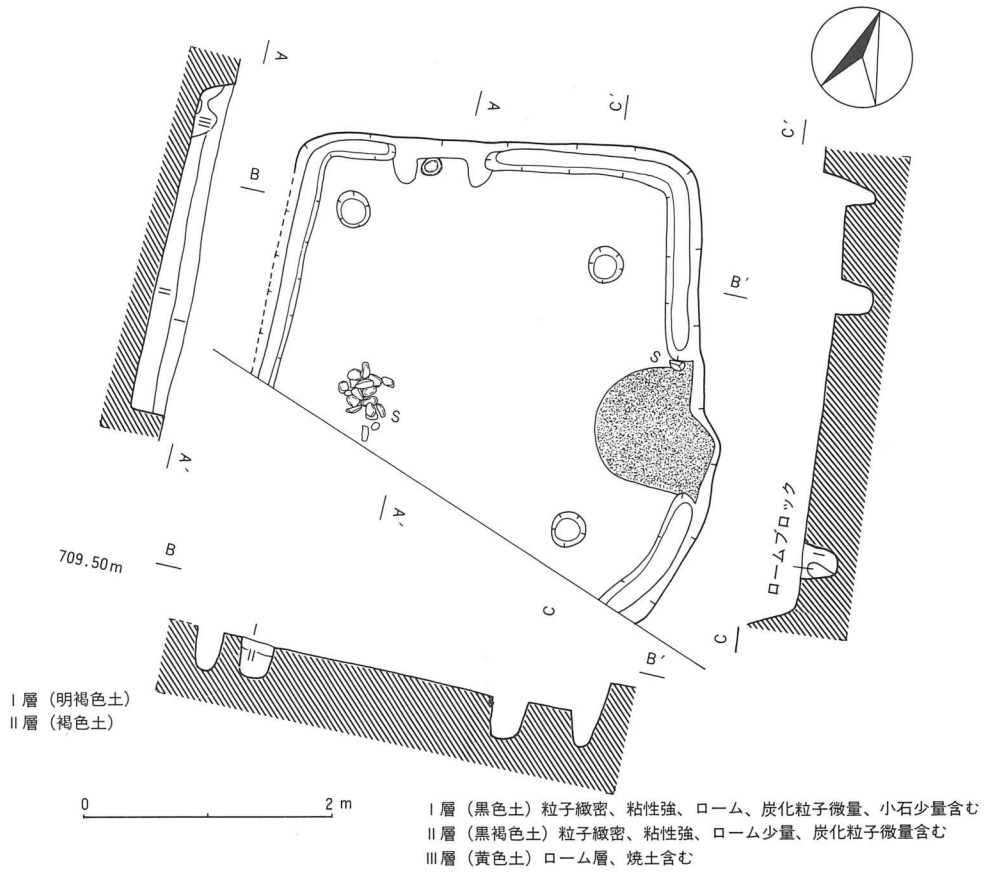 A
A
C′
C′
III
B
B′
II
I
S
S
A′
A′
ロームブロック
I
B
709.50m
C
C
B′
I
II
I層（明褐色土）
II層（褐色土）
0 2 m
I層（黒色土）粒子緻密、粘性強、ローム、炭化粒子微量、小石少量含む
II層（黒褐色土）粒子緻密、粘性強、ローム少量、炭化粒子微量含む
III層（黄色土）ローム層、焼土含む